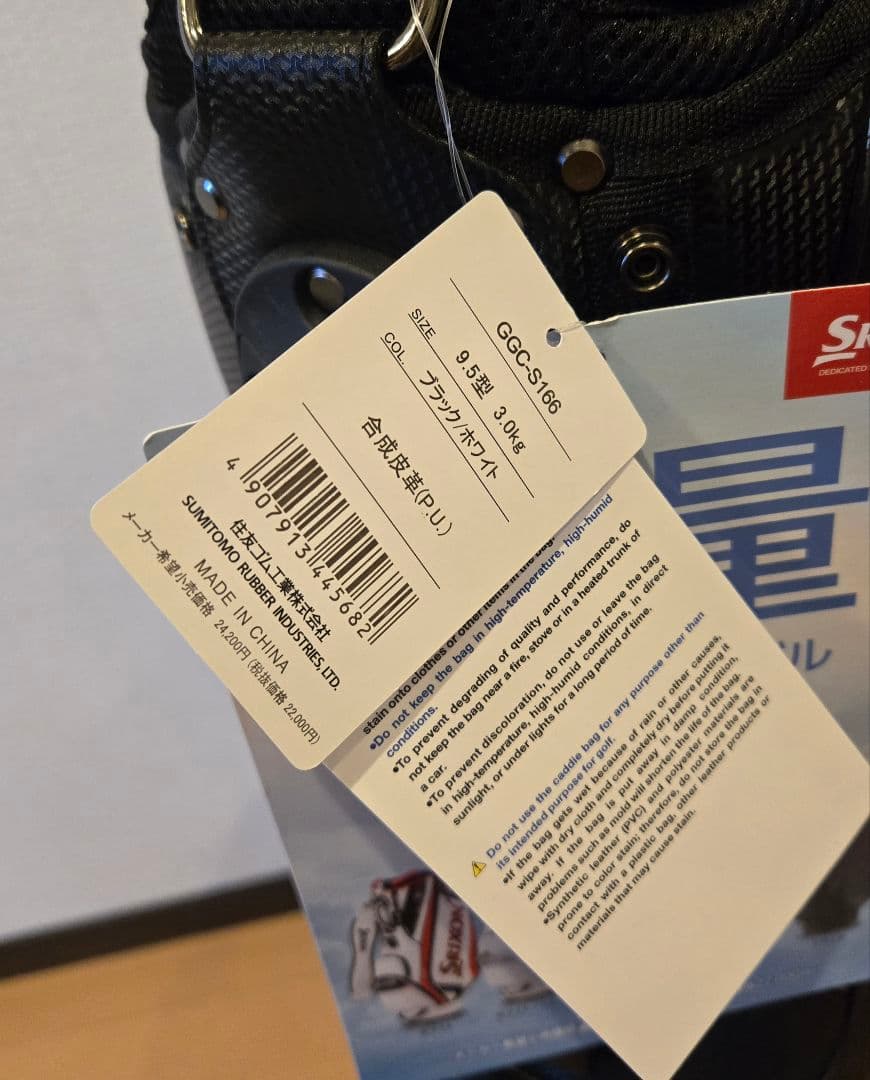 GGC-S166
SIZE 9.5型 3.0kg
COL. ブラック/ホワイト
合成皮革(P.U.)
4 907913 445682
住友ゴム工業株式会社
SUMITOMO RUBBER INDUSTRIES, LTD.
MADE IN CHINA
メーカー希望小売価格 24,200円(税抜価格 22,000円)
stain onto clothes or other items in the bag.
•Do not keep the bag in high-temperature, high-humid
conditions.
•To prevent degrading of quality and performance, do
not keep the bag near a fire, stove or in a heated trunk of
a car.
•To prevent discoloration, do not use or leave the bag
in high-temperature, high-humid conditions, in direct
sunlight, or under lights for a long period of time.
Do not use the caddie bag for any purpose other than
its intended purpose for golf.
•If the bag gets wet because of rain or other causes,
wipe with dry cloth and completely dry before putting it
away. If the bag is put away in damp condition,
problems such as mold will shorten the life of the bag.
•Synthetic leather (PVC) and polyester materials are
prone to color stain; therefore, do not store the bag in
contact with a plastic bag, other leather products or
materials that may cause stain.
SR
DEDICATED
量
ル
SRIXON